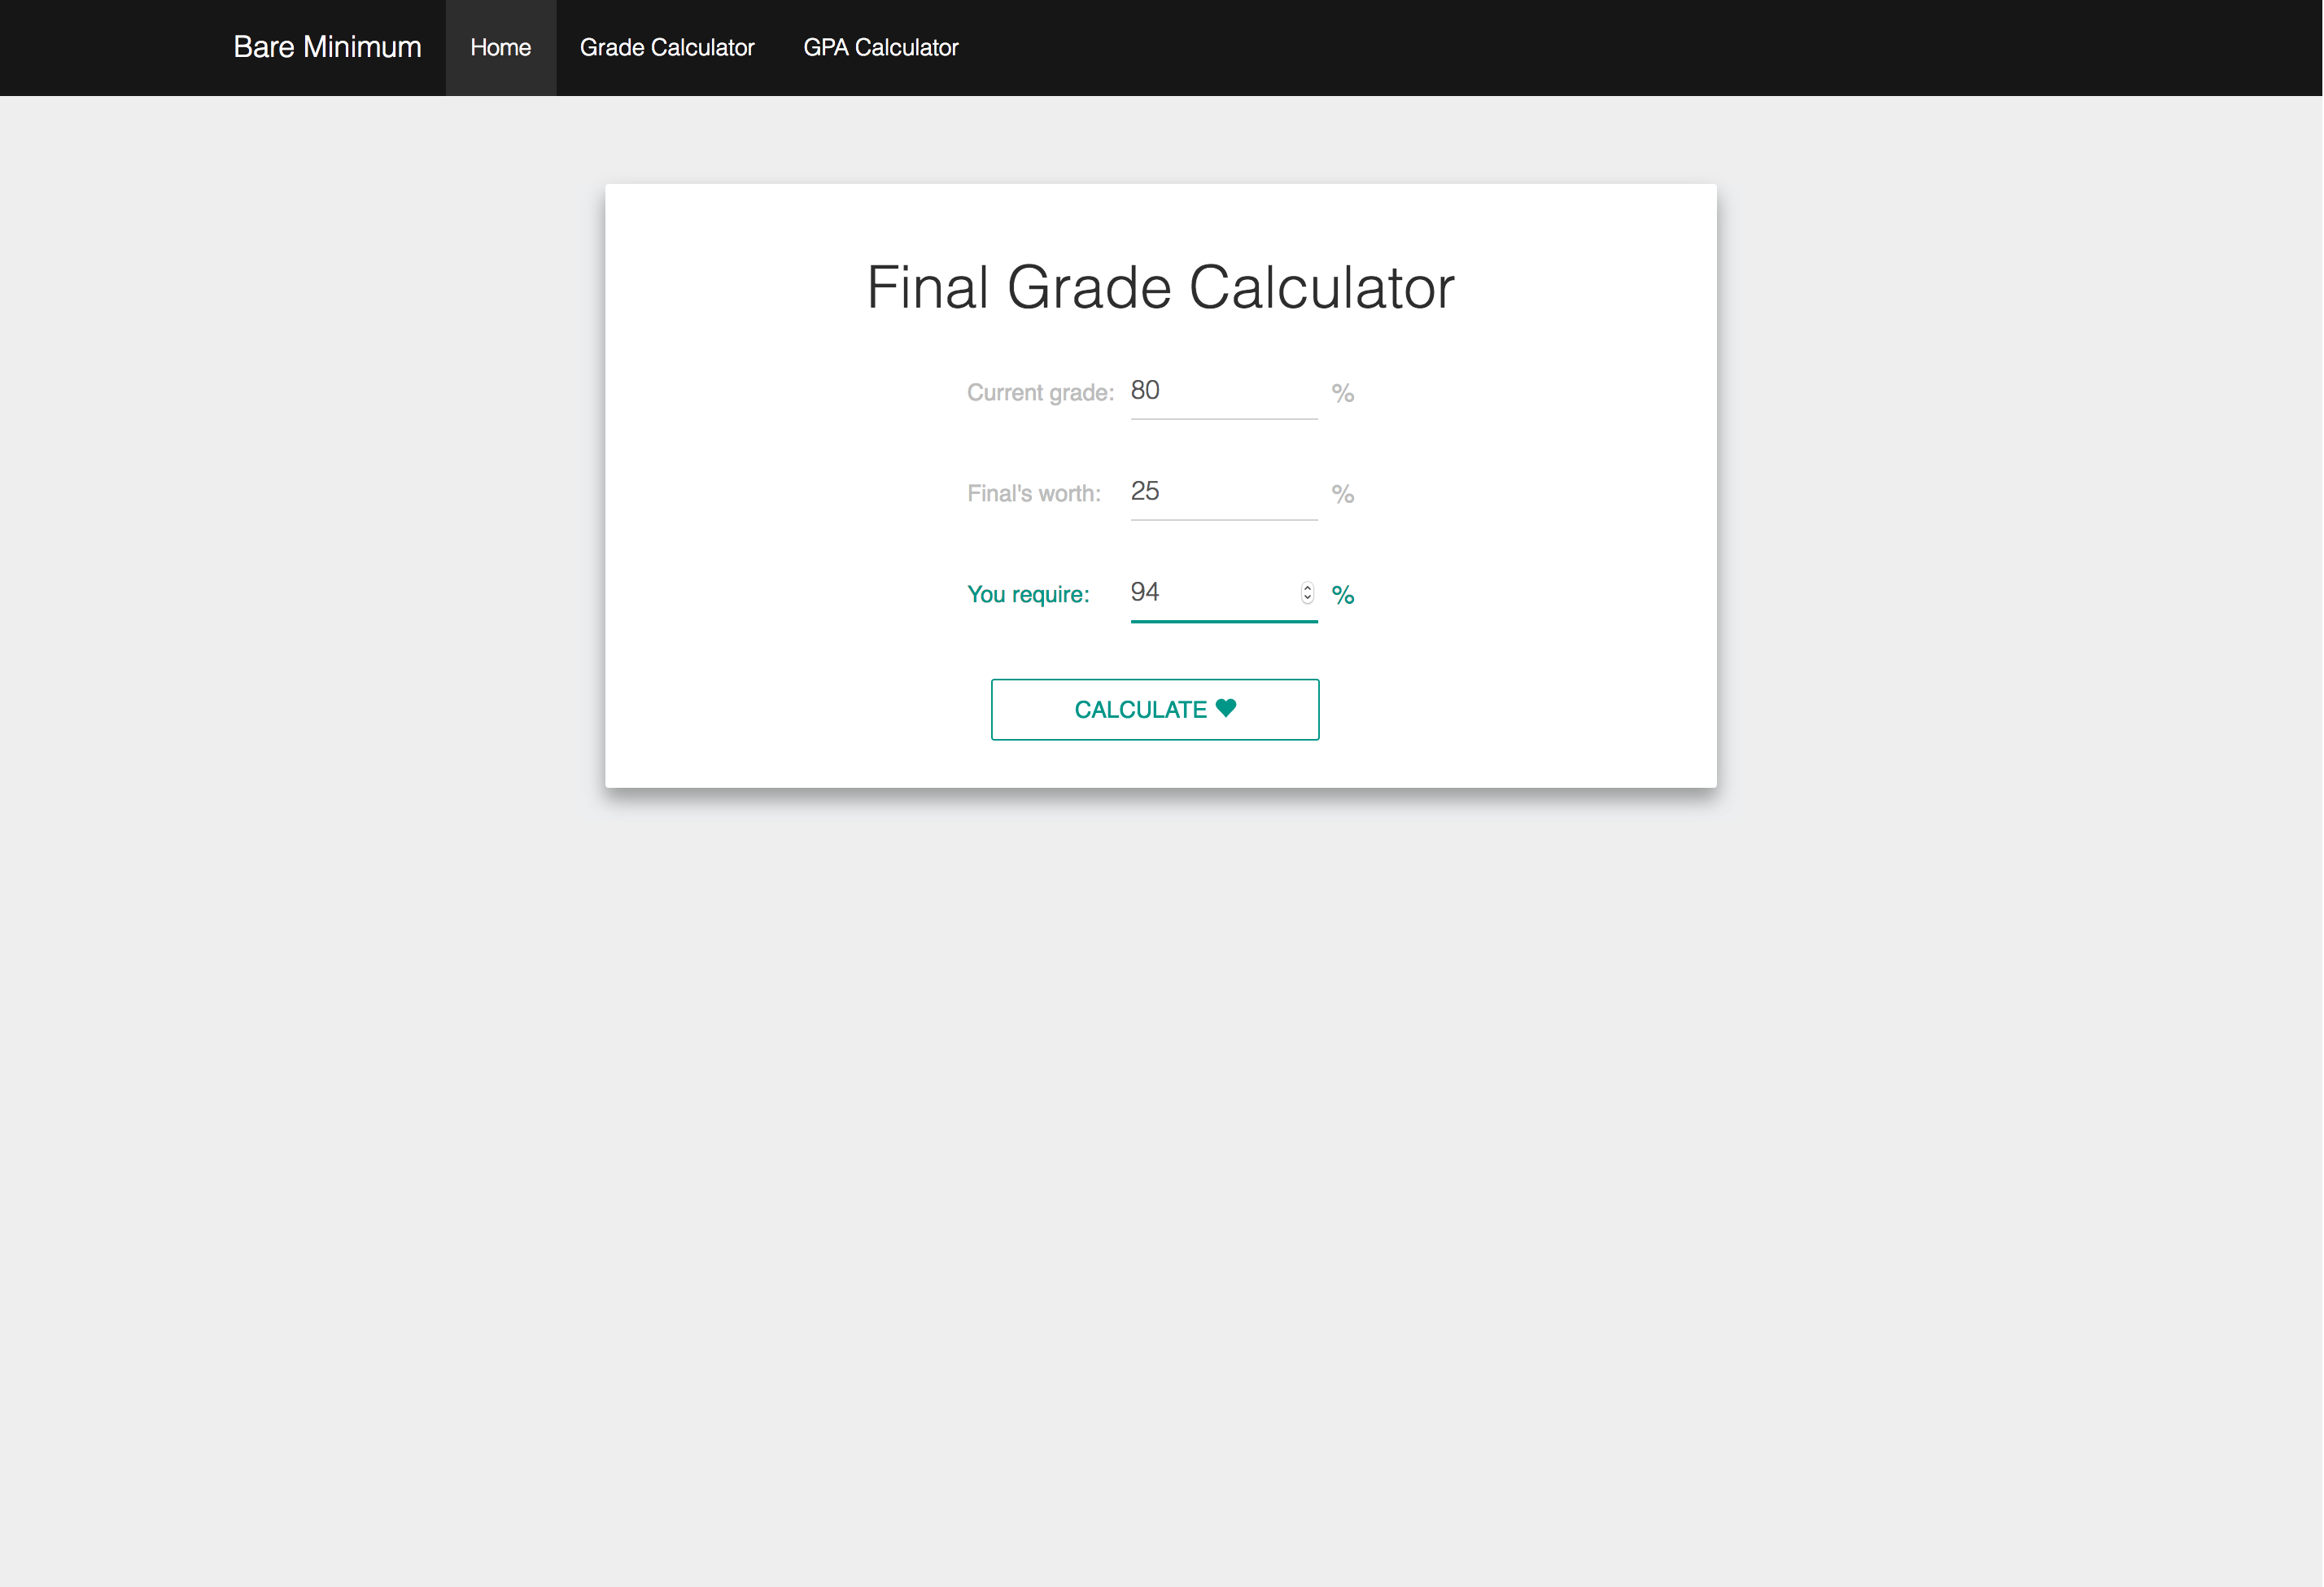 Bare Minimum Home Grade Calculator GPA Calculator
Final Grade Calculator
Current grade: 80 %
Final's worth: 25 %
You require: 94 %
CALCULATE